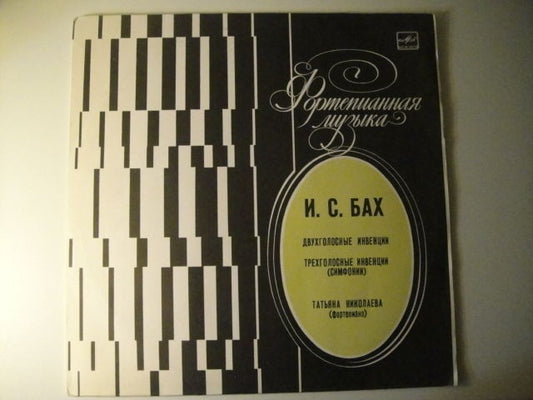 Фортепианная
музыка
И. С. БАХ
ДВУХГОЛОСНЫЕ ИНВЕНЦИИ
ТРЕХГОЛОСНЫЕ ИНВЕНЦИИ
(СИМФОНИИ)
ТАТЬЯНА НИКОЛАЕВА
(фортепиано)